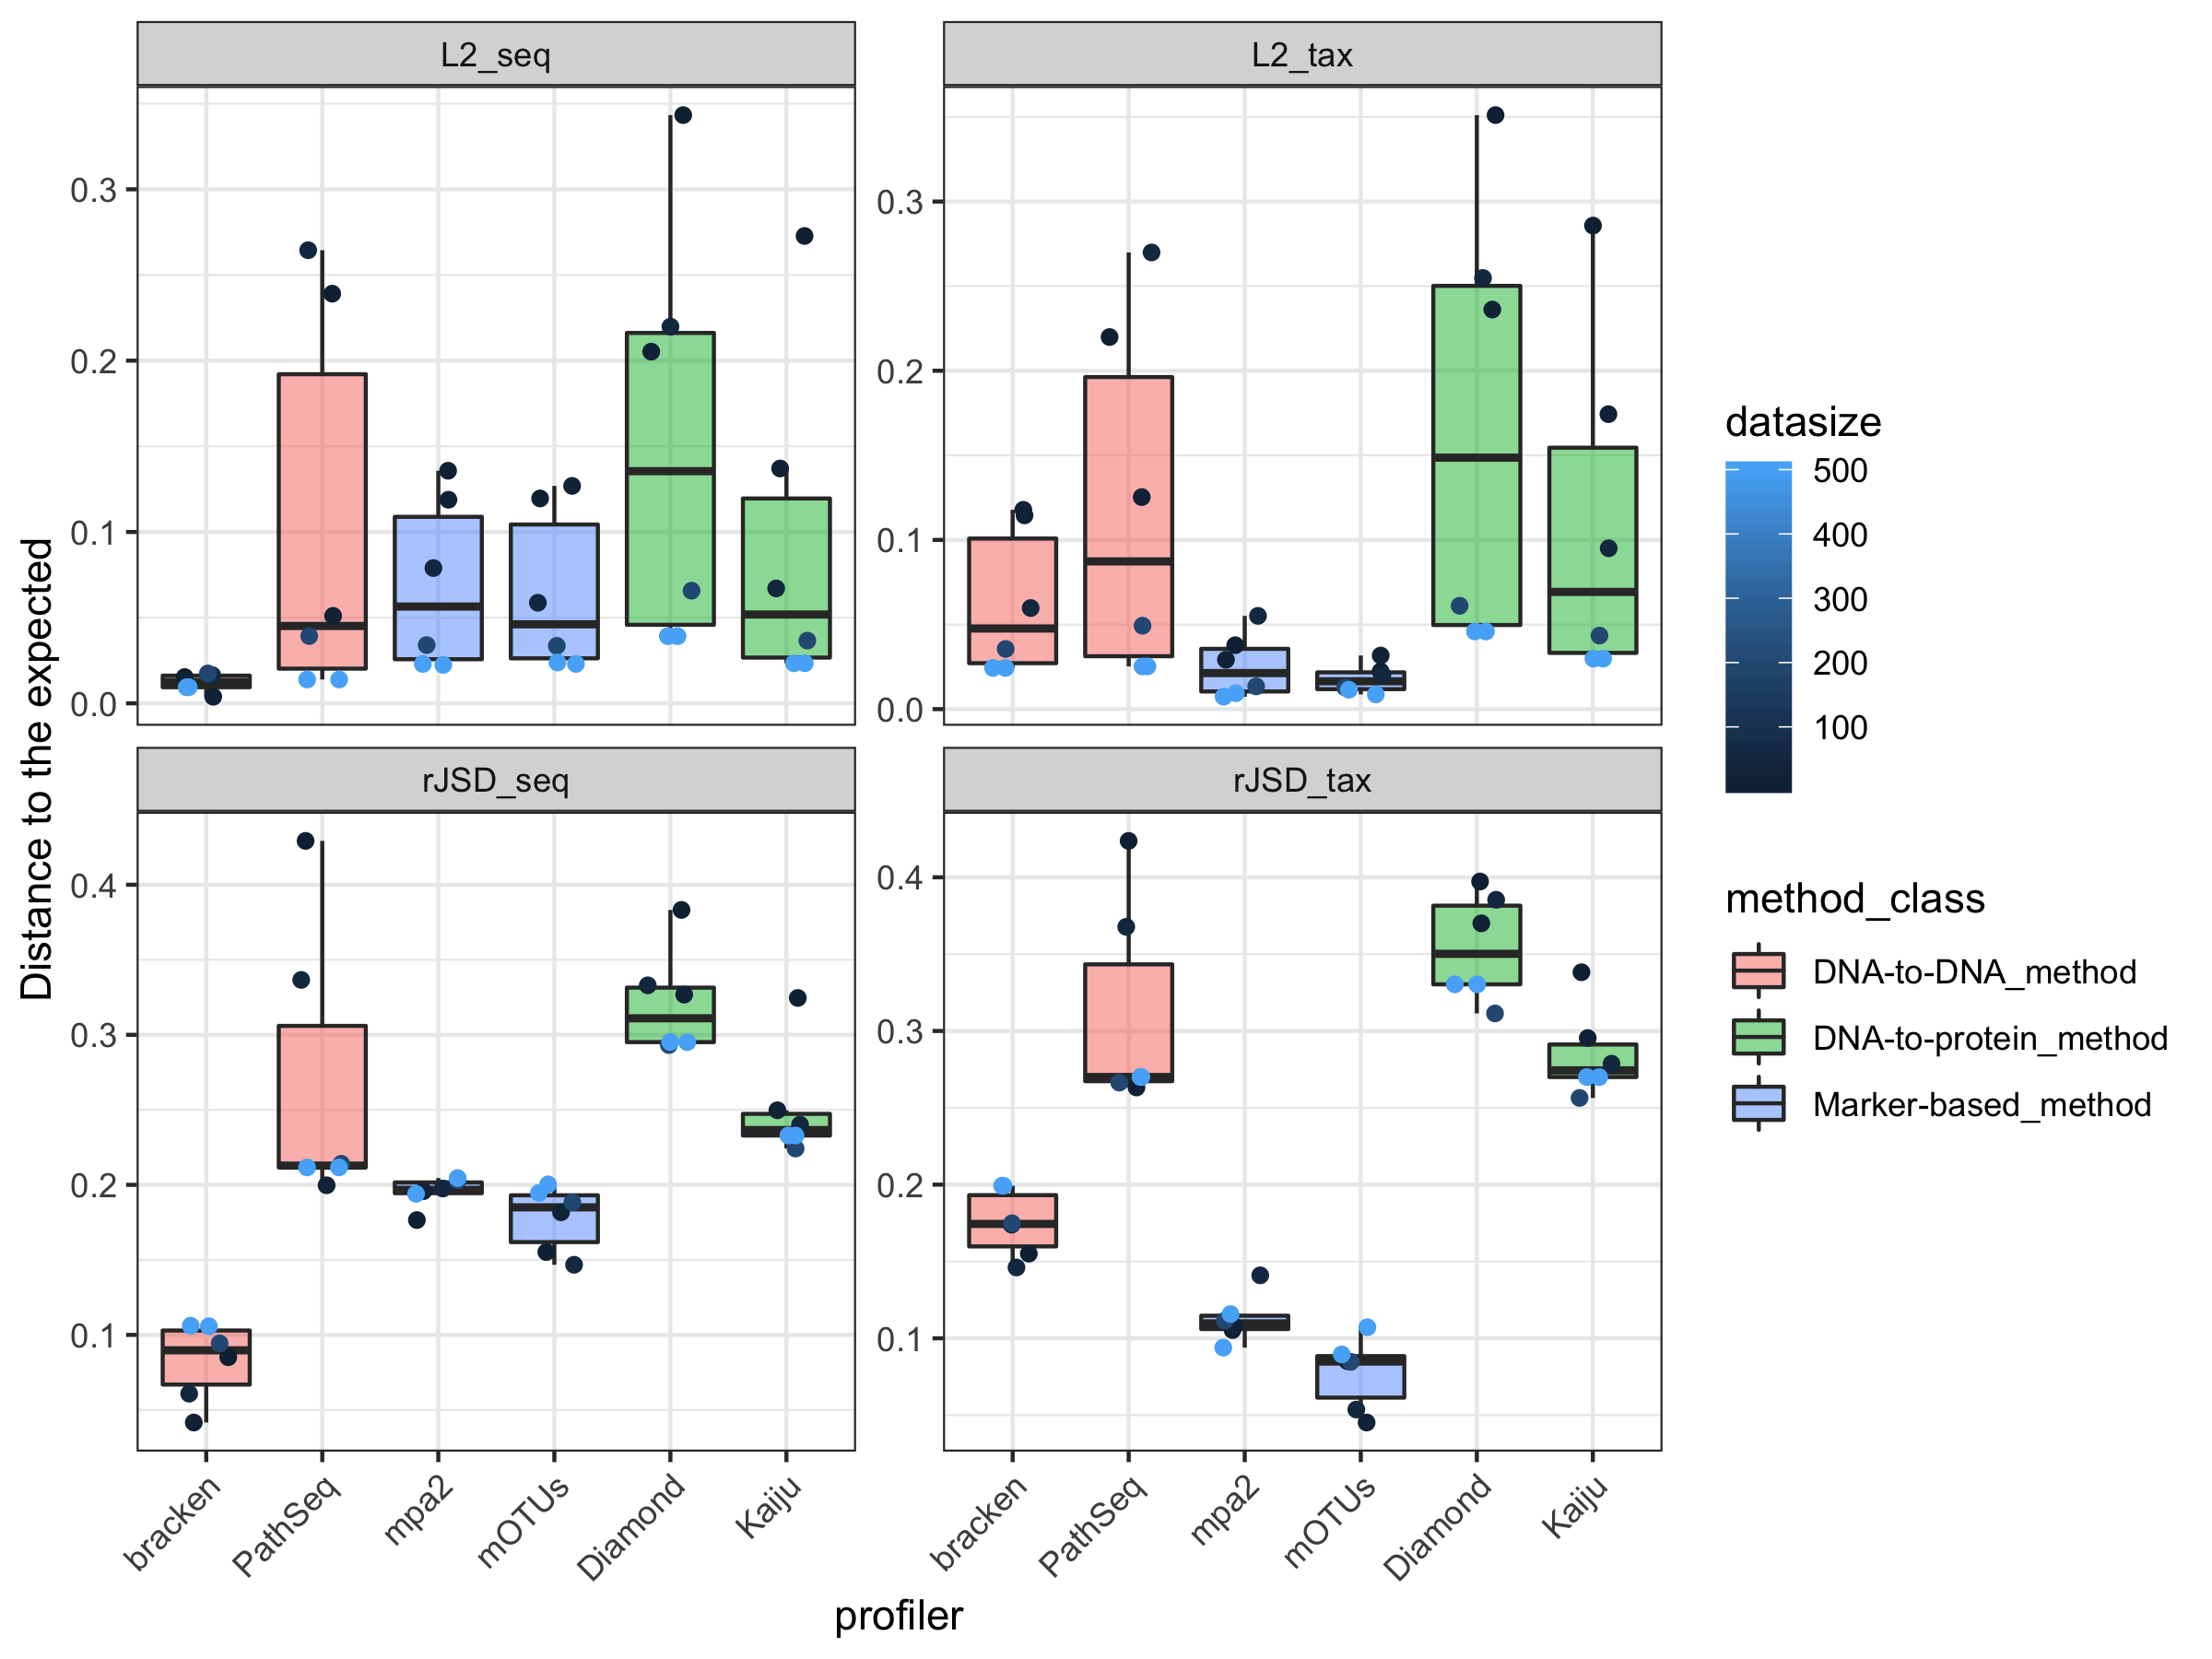 L2_seq
L2_tax
0.3
0.2
0.1
0.0
0.3
0.2
0.1
0.0
rJSD_seq
rJSD_tax
0.4
0.3
0.2
0.1
0.4
0.3
0.2
0.1
bracken
PathSeq
mpa2
mOTUs
Diamond
Kaiju
bracken
PathSeq
mpa2
mOTUs
Diamond
Kaiju
profiler
Distance to the expected
datasize
500
400
300
200
100
method_class
DNA-to-DNA_method
DNA-to-protein_method
Marker-based_method